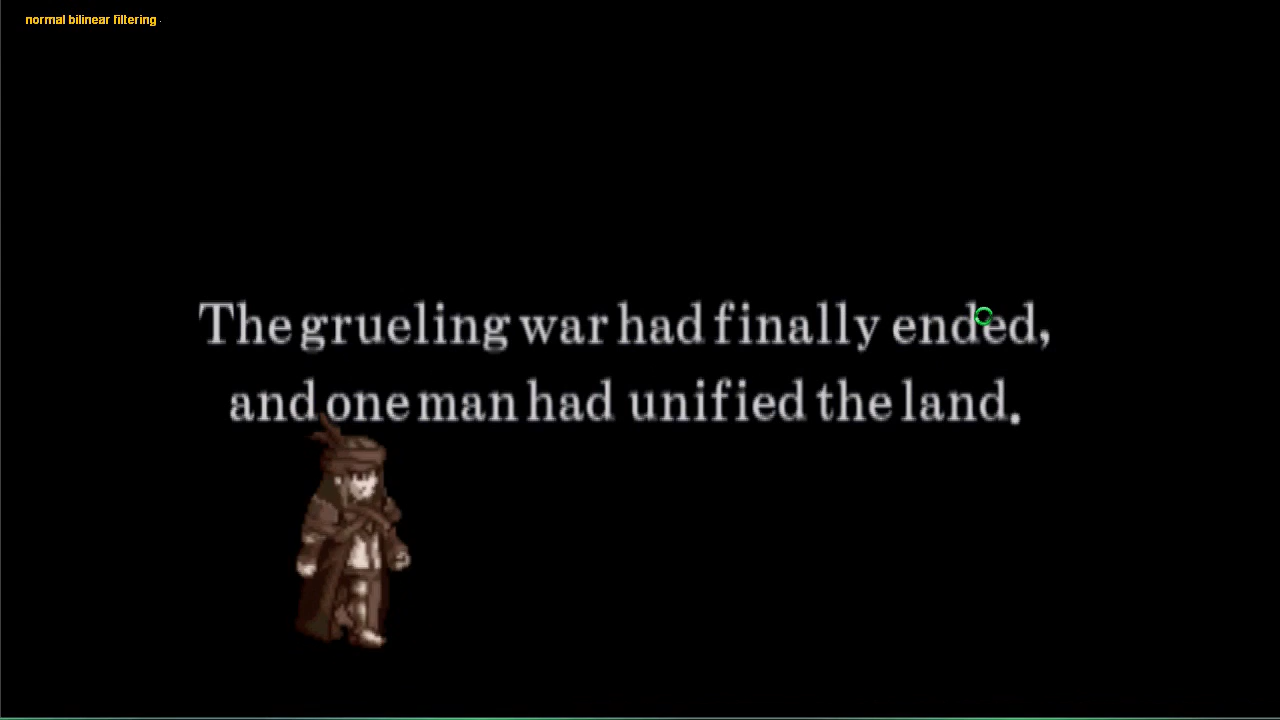 normal bilinear filtering
The grueling war had finally ended,
and one man had unified the land.